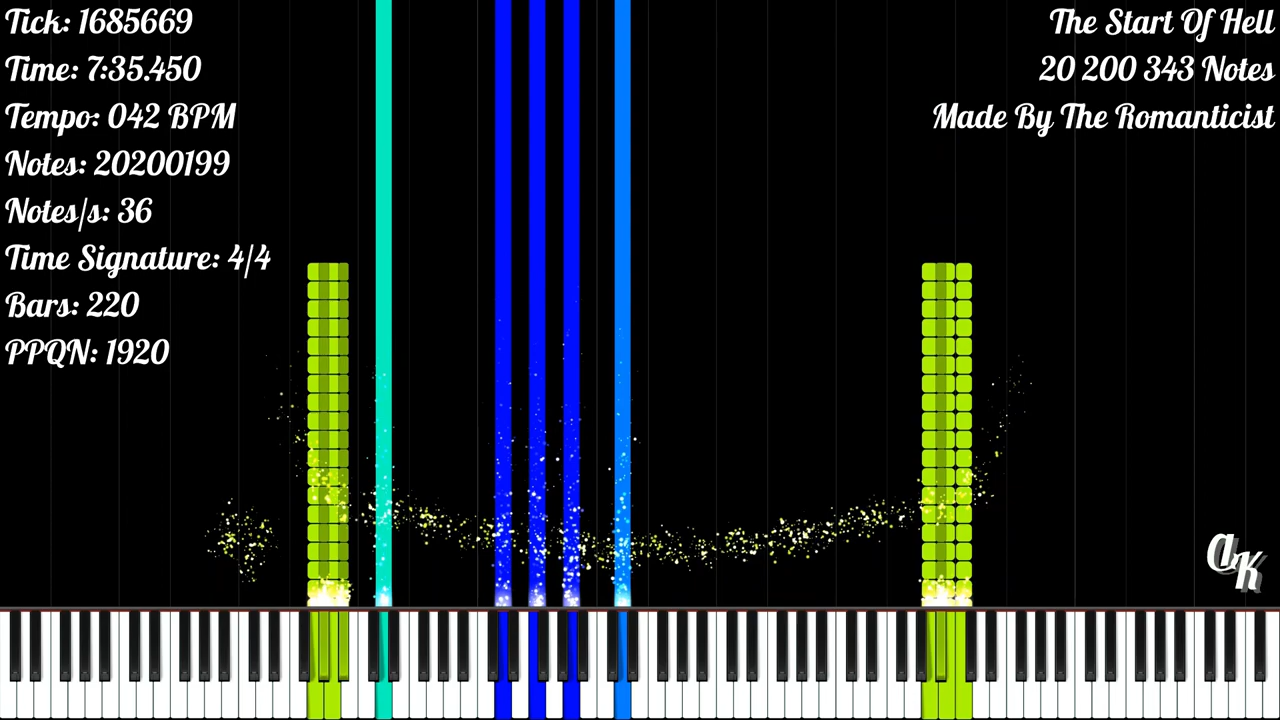 Tick: 1685669
Time: 7:35.450
Tempo: 042 BPM
Notes: 20200199
Notes/s: 36
Time Signature: 4/4
Bars: 220
PPQN: 1920
The Start Of Hell
20 200 343 Notes
Made By The Romanticist
aK